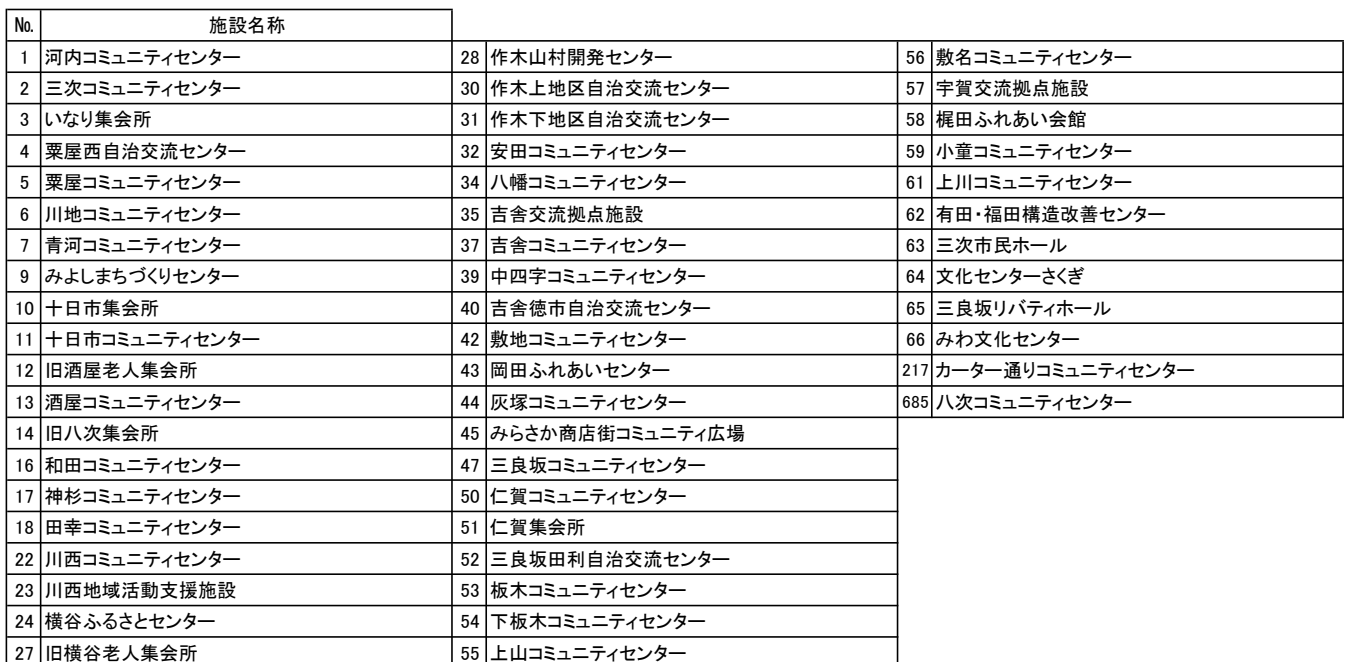 № 施設名称
1 河内コミュニティセンター
2 三次コミュニティセンター
3 いなり集会所
4 粟屋西自治交流センター
5 粟屋コミュニティセンター
6 川地コミュニティセンター
7 青河コミュニティセンター
9 みよしまちづくりセンター
10 十日市集会所
11 十日市コミュニティセンター
12 旧酒屋老人集会所
13 酒屋コミュニティセンター
14 旧八次集会所
16 和田コミュニティセンター
17 神杉コミュニティセンター
18 田幸コミュニティセンター
22 川西コミュニティセンター
23 川西地域活動支援施設
24 横谷ふるさとセンター
27 旧横谷老人集会所
28 作木山村開発センター
30 作木上地区自治交流センター
31 作木下地区自治交流センター
32 安田コミュニティセンター
34 八幡コミュニティセンター
35 吉舎交流拠点施設
37 吉舎コミュニティセンター
39 中四字コミュニティセンター
40 吉舎徳市自治交流センター
42 敷地コミュニティセンター
43 岡田ふれあいセンター
44 灰塚コミュニティセンター
45 みらさか商店街コミュニティ広場
47 三良坂コミュニティセンター
50 仁賀コミュニティセンター
51 仁賀集会所
52 三良坂田利自治交流センター
53 板木コミュニティセンター
54 下板木コミュニティセンター
55 上山コミュニティセンター
56 敷名コミュニティセンター
57 宇賀交流拠点施設
58 梶田ふれあい会館
59 小童コミュニティセンター
61 上川コミュニティセンター
62 有田・福田構造改善センター
63 三次市民ホール
64 文化センターさくぎ
65 三良坂リバティホール
66 みわ文化センター
217 カーター通りコミュニティセンター
685 八次コミュニティセンター